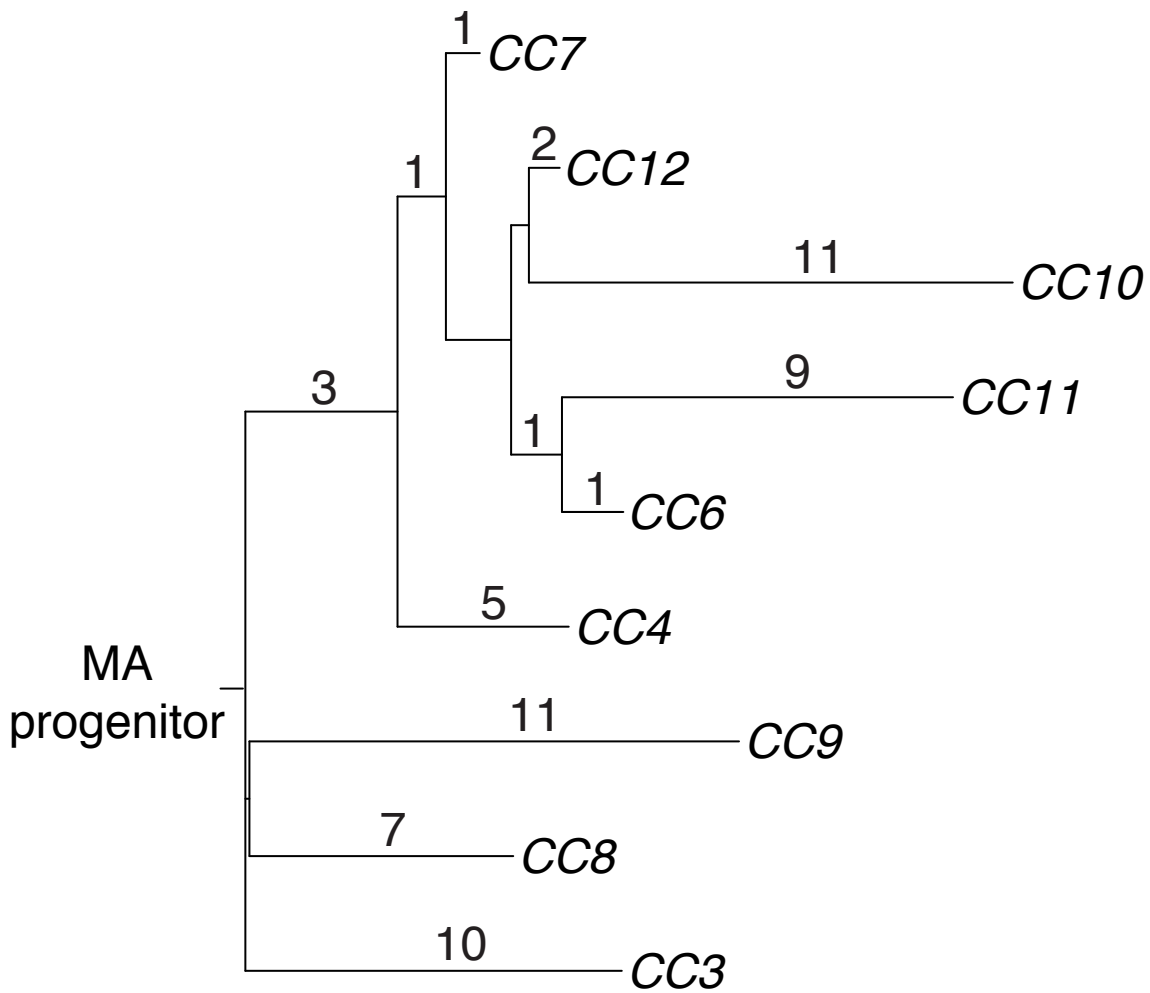 1 CC7
2 CC12
1
11 CC10
9 CC11
3
1
1 CC6
5 CC4
MA
progenitor
11 CC9
7 CC8
10 CC3